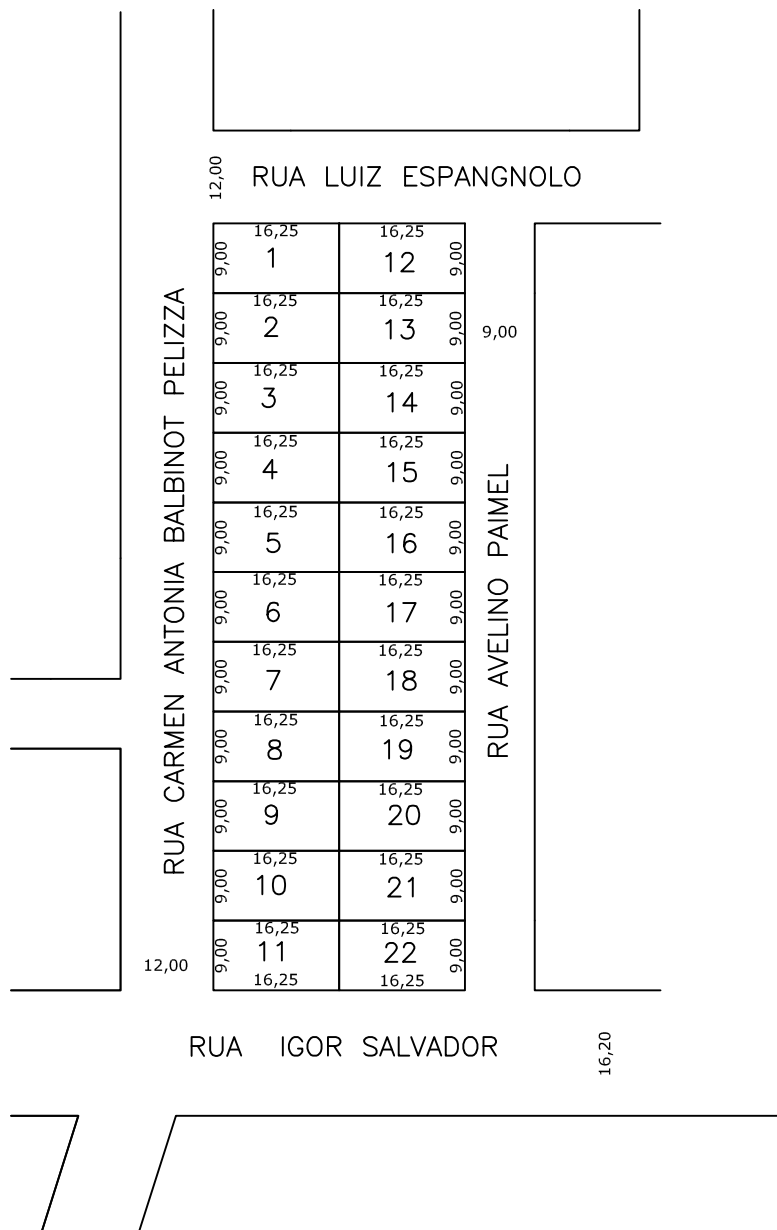 12,00
RUA LUIZ ESPANGNOLO
16,25 16,25
9,00 1 12 9,00
16,25 16,25
9,00 2 13 9,00 9,00
16,25 16,25
9,00 3 14 9,00
16,25 16,25
9,00 4 15 9,00
16,25 16,25
9,00 5 16 9,00
16,25 16,25
9,00 6 17 9,00
16,25 16,25
9,00 7 18 9,00
16,25 16,25
9,00 8 19 9,00
16,25 16,25
9,00 9 20 9,00
16,25 16,25
9,00 10 21 9,00
16,25 16,25
9,00 11 22 9,00
16,25 16,25
RUA CARMEN ANTONIA BALBINOT PELIZZA
RUA AVELINO PAIMEL
12,00
RUA IGOR SALVADOR
16,20